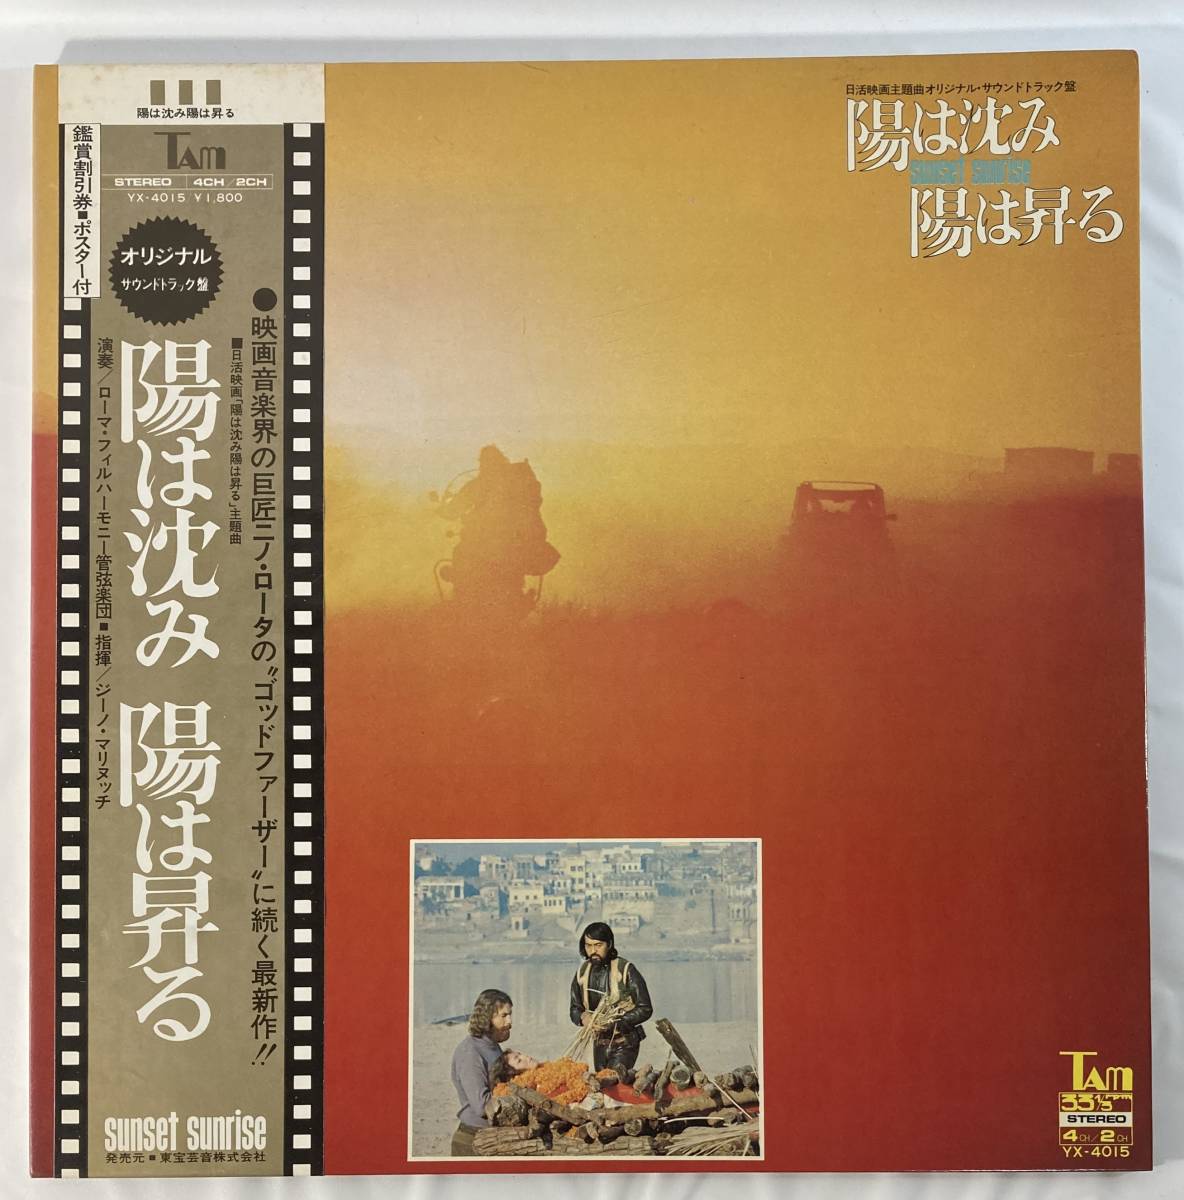 陽は沈み陽は昇る
TAM
STEREO 4CH/2CH
YX-4015 ¥1,800
鑑賞割引券■ポスター付
オリジナル
サウンドトラック盤
●映画音楽界の巨匠ニノ・ロータの“ゴッドファーザー”に続く最新作!!
■日活映画「陽は沈み陽は昇る」主題曲
陽は沈み 陽は昇る
演奏/ローマ・フィルハーモニー管弦楽団■指揮/ジーノ・マリヌッチ
sunset sunrise
発売元■東宝芸音株式会社
日活映画主題曲オリジナル・サウンドトラック盤
陽は沈み
sunset sunrise
陽は昇る
TAM
33⅓rpm
STEREO
4CH/2CH
YX-4015